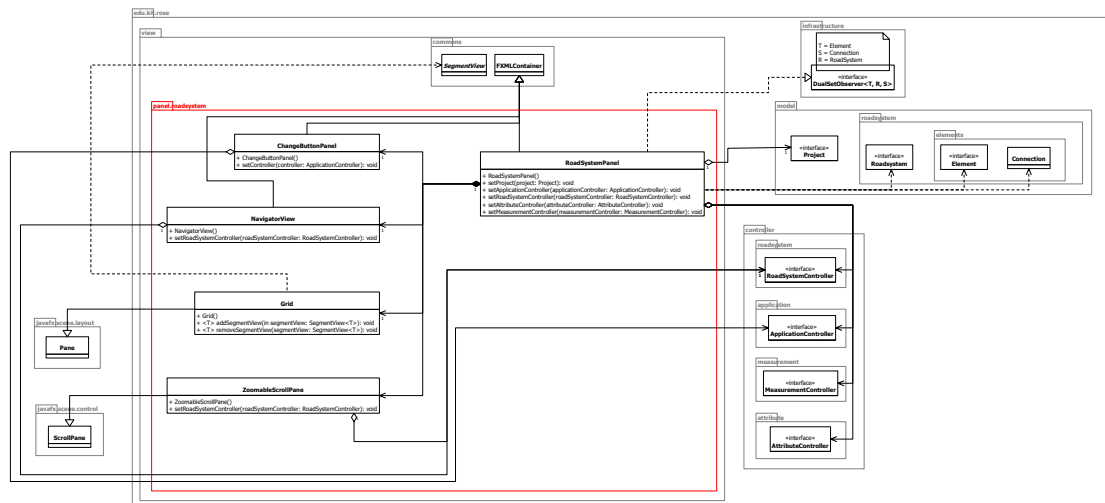 edu.kit.rose
infrastructure
T = Element
S = Connection
R = RoadSystem
«interface»
DualSetObserver<T, R, S>
view
commons
SegmentView
FXMLContainer
model
roadsystem
elements
«interface»
Project
«interface»
Roadsystem
«interface»
Element
Connection
panel.roadsystem
ChangeButtonPanel
+ ChangeButtonPanel()
+ setController(controller: ApplicationController): void
RoadSystemPanel
+ RoadSystemPanel()
+ setProject(project: Project): void
+ setApplicationController(applicationController: ApplicationController): void
+ setRoadSystemController(roadSystemController: RoadSystemController): void
+ setAttributeController(attributeController: AttributeController): void
+ setMeasurementController(measurementController: MeasurementController): void
NavigatorView
+ NavigatorView()
+ setRoadSystemController(roadSystemController: RoadSystemController): void
controller
roadsystem
«interface»
RoadSystemController
Grid
+ Grid()
+ <T> addSegmentView(in segmentView: SegmentView<T>): void
+ <T> removeSegmentView(segmentView: SegmentView<T>): void
application
«interface»
ApplicationController
javafx.scene.layout
Pane
measurement
«interface»
MeasurementController
ZoomableScrollPane
+ ZoomableScrollPane()
+ setRoadSystemController(roadSystemController: RoadSystemController): void
javafx.scene.control
ScrollPane
attribute
«interface»
AttributeController